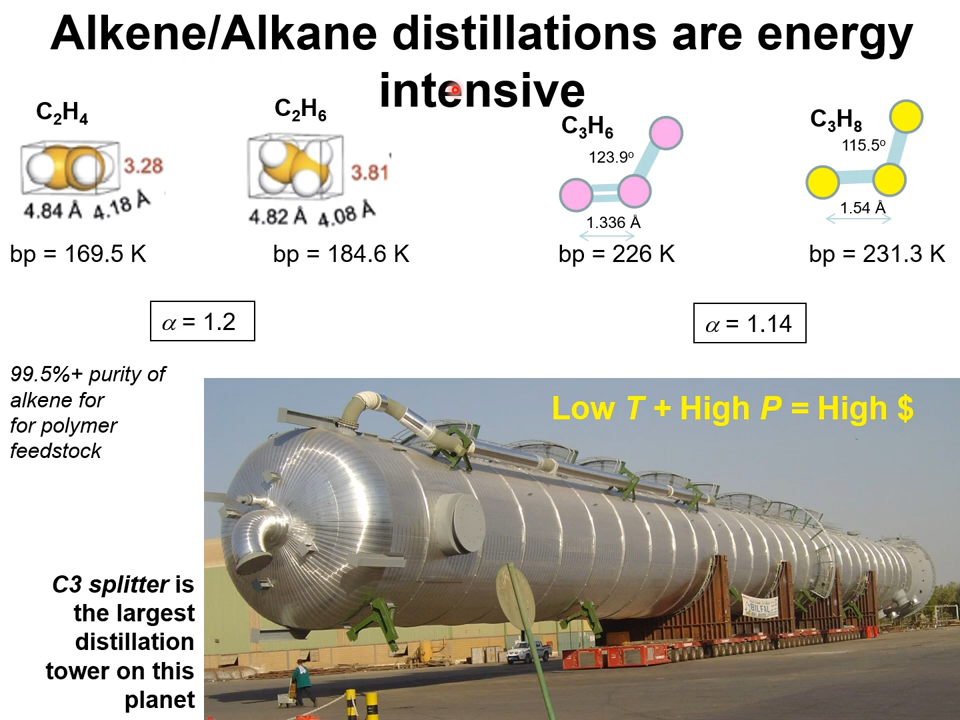 Alkene/Alkane distillations are energy
intensive
C₂H₄
3.28
4.84 Å 4.18 Å
bp = 169.5 K
C₂H₆
3.81
4.82 Å 4.08 Å
bp = 184.6 K
C₃H₆
123.9º
1.336 Å
bp = 226 K
C₃H₈
115.5º
1.54 Å
bp = 231.3 K
α = 1.2
α = 1.14
99.5%+ purity of
alkene for
for polymer
feedstock
Low T + High P = High $
C3 splitter is
the largest
distillation
tower on this
planet